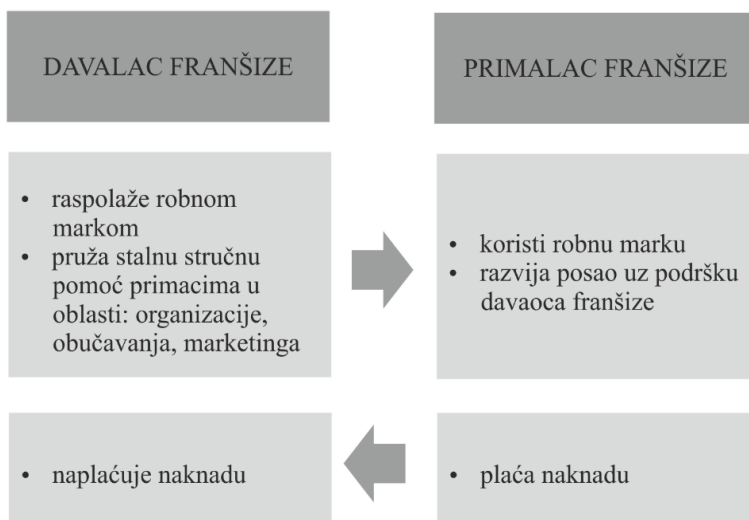 DAVALAC FRANŠIZE
PRIMALAC FRANŠIZE
• raspolaže robnom
markom
• pruža stalnu stručnu
pomoć primacima u
oblasti: organizacije,
obučavanja, marketinga
• koristi robnu marku
• razvija posao uz podršku
davaoca franšize
• naplaćuje naknadu
• plaća naknadu